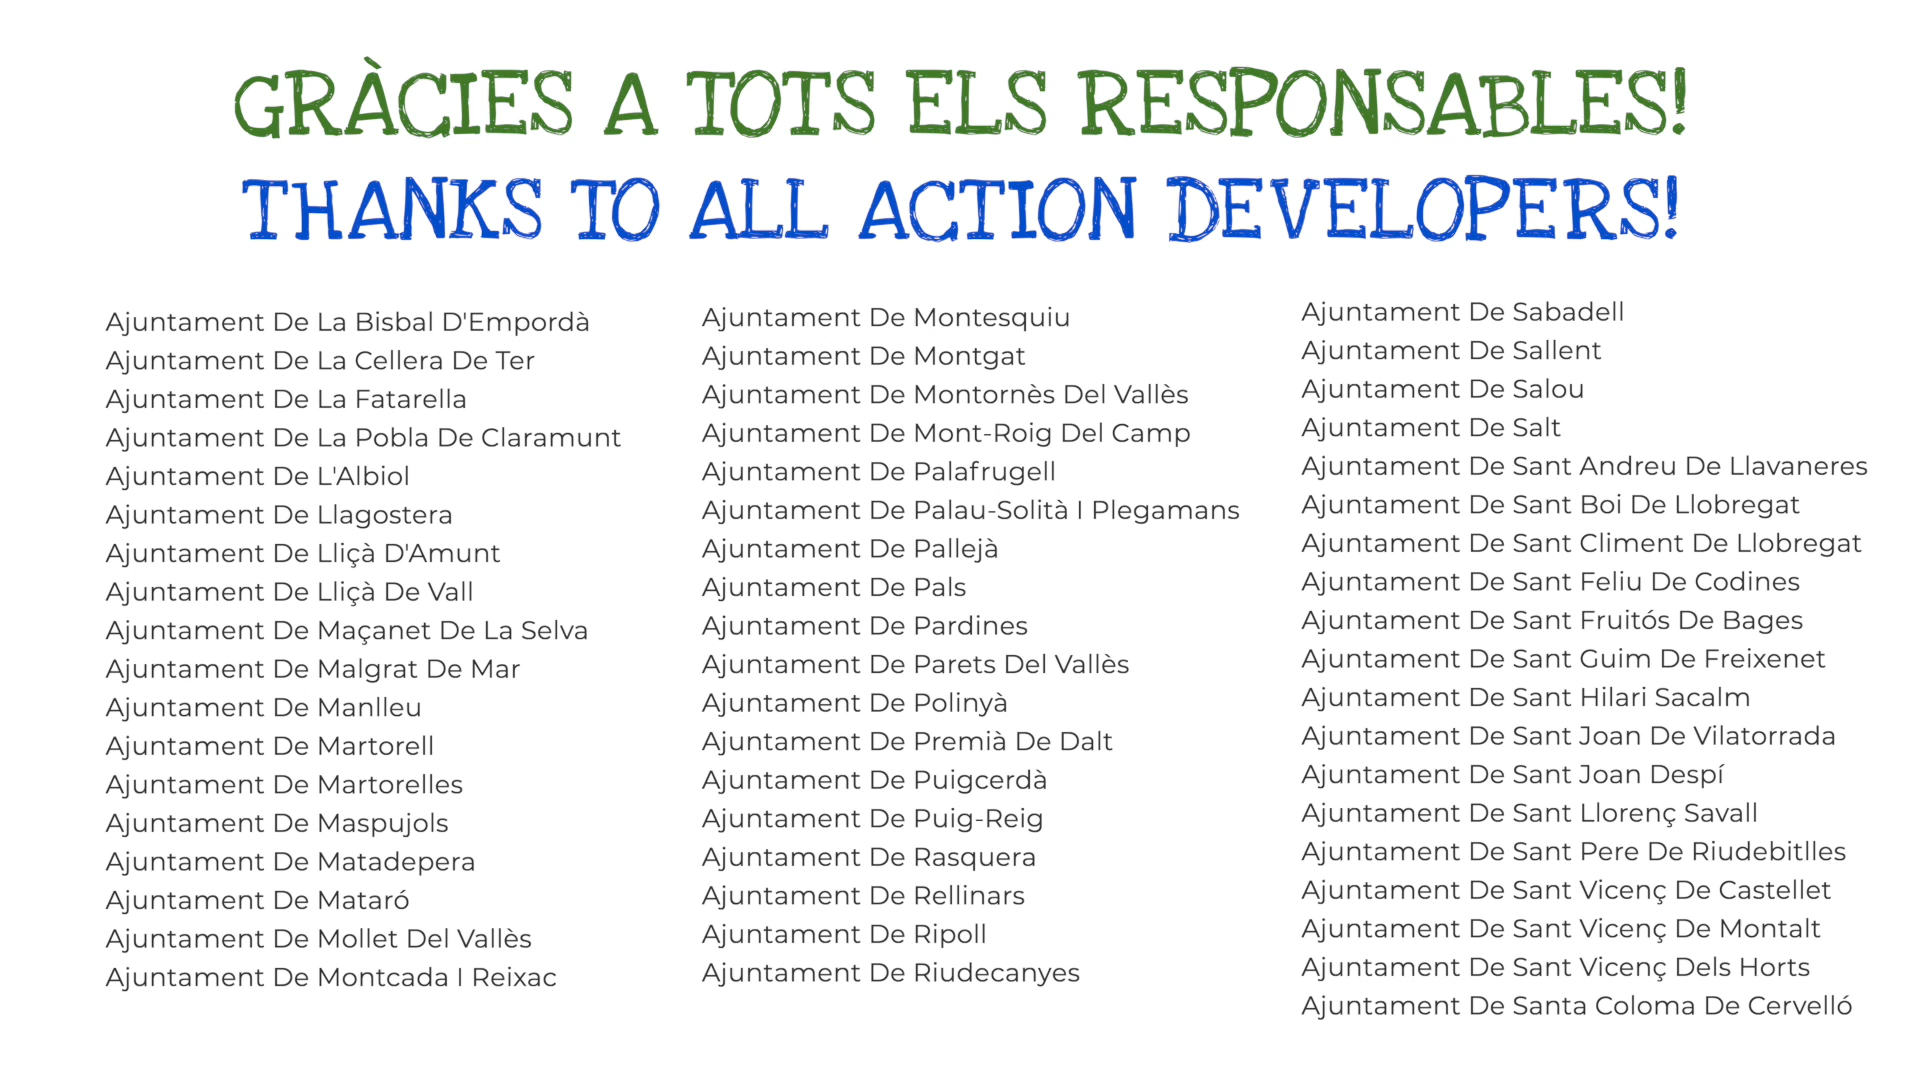 GRÀCIES A TOTS ELS RESPONSABLES!
THANKS TO ALL ACTION DEVELOPERS!
Ajuntament De La Bisbal D'Empordà
Ajuntament De La Cellera De Ter
Ajuntament De La Fatarella
Ajuntament De La Pobla De Claramunt
Ajuntament De L'Albiol
Ajuntament De Llagostera
Ajuntament De Lliçà D'Amunt
Ajuntament De Lliçà De Vall
Ajuntament De Maçanet De La Selva
Ajuntament De Malgrat De Mar
Ajuntament De Manlleu
Ajuntament De Martorell
Ajuntament De Martorelles
Ajuntament De Maspujols
Ajuntament De Matadepera
Ajuntament De Mataró
Ajuntament De Mollet Del Vallès
Ajuntament De Montcada I Reixac
Ajuntament De Montesquiu
Ajuntament De Montgat
Ajuntament De Montornès Del Vallès
Ajuntament De Mont-Roig Del Camp
Ajuntament De Palafrugell
Ajuntament De Palau-Solità I Plegamans
Ajuntament De Pallejà
Ajuntament De Pals
Ajuntament De Pardines
Ajuntament De Parets Del Vallès
Ajuntament De Polinyà
Ajuntament De Premià De Dalt
Ajuntament De Puigcerdà
Ajuntament De Puig-Reig
Ajuntament De Rasquera
Ajuntament De Rellinars
Ajuntament De Ripoll
Ajuntament De Riudecanyes
Ajuntament De Sabadell
Ajuntament De Sallent
Ajuntament De Salou
Ajuntament De Salt
Ajuntament De Sant Andreu De Llavaneres
Ajuntament De Sant Boi De Llobregat
Ajuntament De Sant Climent De Llobregat
Ajuntament De Sant Feliu De Codines
Ajuntament De Sant Fruitós De Bages
Ajuntament De Sant Guim De Freixenet
Ajuntament De Sant Hilari Sacalm
Ajuntament De Sant Joan De Vilatorrada
Ajuntament De Sant Joan Despí
Ajuntament De Sant Llorenç Savall
Ajuntament De Sant Pere De Riudebitlles
Ajuntament De Sant Vicenç De Castellet
Ajuntament De Sant Vicenç De Montalt
Ajuntament De Sant Vicenç Dels Horts
Ajuntament De Santa Coloma De Cervelló